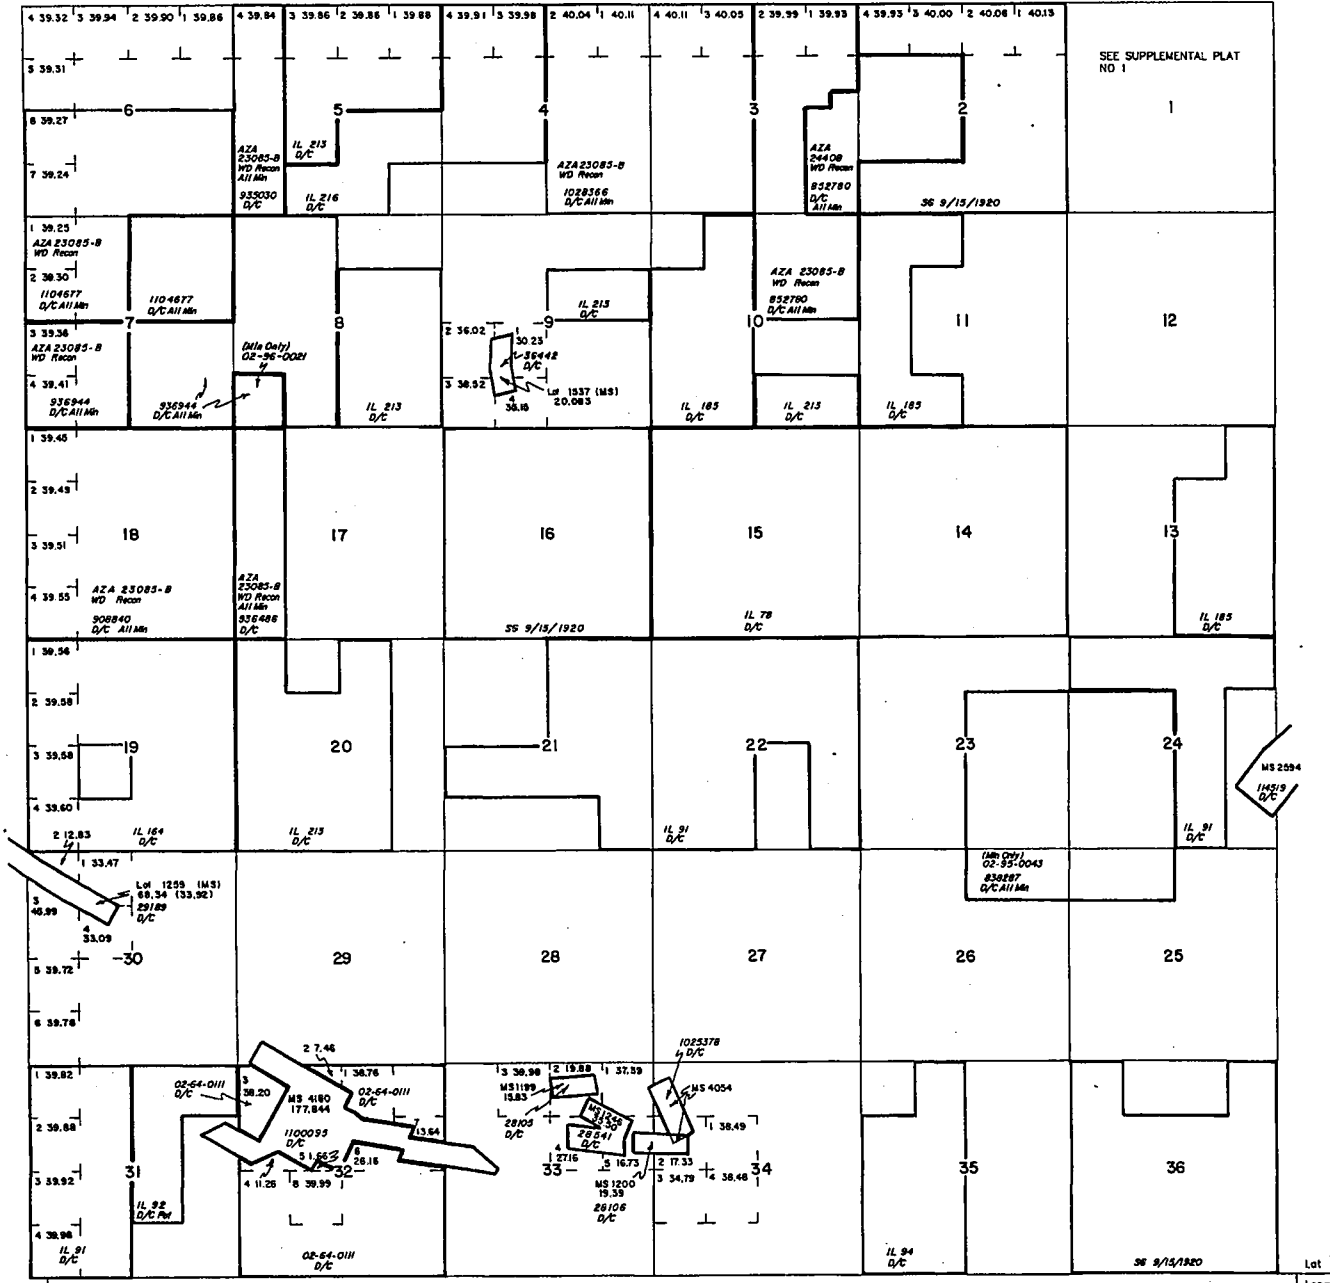 4 39.32 3 39.94 2 39.90 1 39.86 4 39.84 3 39.86 2 39.86 1 39.88 4 39.91 3 39.98 2 40.04 1 40.11 4 40.11 3 40.05 2 39.99 1 39.93 4 39.93 3 40.00 2 40.06 1 40.13
SEE SUPPLEMENTAL PLAT
NO 1
5 39.31
6 5 4 3 2 1
6 39.27
7 39.24
AZA
23085-B
WD Recon
All Min
935030
D/C
IL 213
D/C
IL 216
D/C
AZA 23085-B
WD Recon
1028366
D/C All Min
AZA
24408
WD Recon
852780
D/C
All Min
SG 9/15/1920
1 39.25
AZA 23085-B
WD Recon
2 39.30
1104677
D/C All Min
1104677
D/C All Min
IL 213
D/C
AZA 23085-B
WD Recon
852780
D/C All Min
7 8 9 10 11 12
3 39.36
AZA 23085-B
WD Recon
4 39.41
936944
D/C All Min
936944
D/C All Min
(Min Only)
02-96-0021
IL 213
D/C
2 36.02
1
30.23
36442
D/C
3 38.52
Lot 1537 (MS)
20.083
4
38.18
IL 185
D/C
IL 213
D/C
IL 185
D/C
1 39.45
2 39.49
18 17 16 15 14 13
3 39.51
4 39.55
AZA 23085-B
WD Recon
908840
D/C All Min
AZA
23085-B
WD Recon
All Min
936486
D/C
SG 9/15/1920
IL 78
D/C
IL 185
D/C
1 39.56
2 39.58
19 20 21 22 23 24
3 39.58
4 39.60
MS 2594
114519
D/C
IL 164
D/C
IL 213
D/C
IL 91
D/C
IL 91
D/C
2 12.83
1 33.47
Lot 1259 (MS)
68.34 (33.92)
29189
D/C
3
45.99
4
33.09
(Min Only)
02-95-0043
838287
D/C All Min
30 29 28 27 26 25
5 39.72
6 39.78
2 7.46
1025378
D/C
1 39.82
02-64-0111
D/C
3
38.20
MS 4180
177.844
1 38.76
02-64-0111
D/C
3 39.98 2 19.88 1 37.39
MS 1199
15.83
MS 4054
2 39.88
1100095
D/C
7
13.64
28105
D/C
MS 1246
28541
D/C
1 38.49
5 1.66
6
26.16
4
27.16
5 16.73 2 17.33
31 32 33 34 35 36
3 39.92
4 11.26 8 39.99
MS 1200
19.39
3 34.79 4 38.48
26106
D/C
IL 92
D/C Pat
4 39.96
IL 91
D/C
02-64-0111
D/C
IL 94
D/C
SG 9/15/1920
Lat